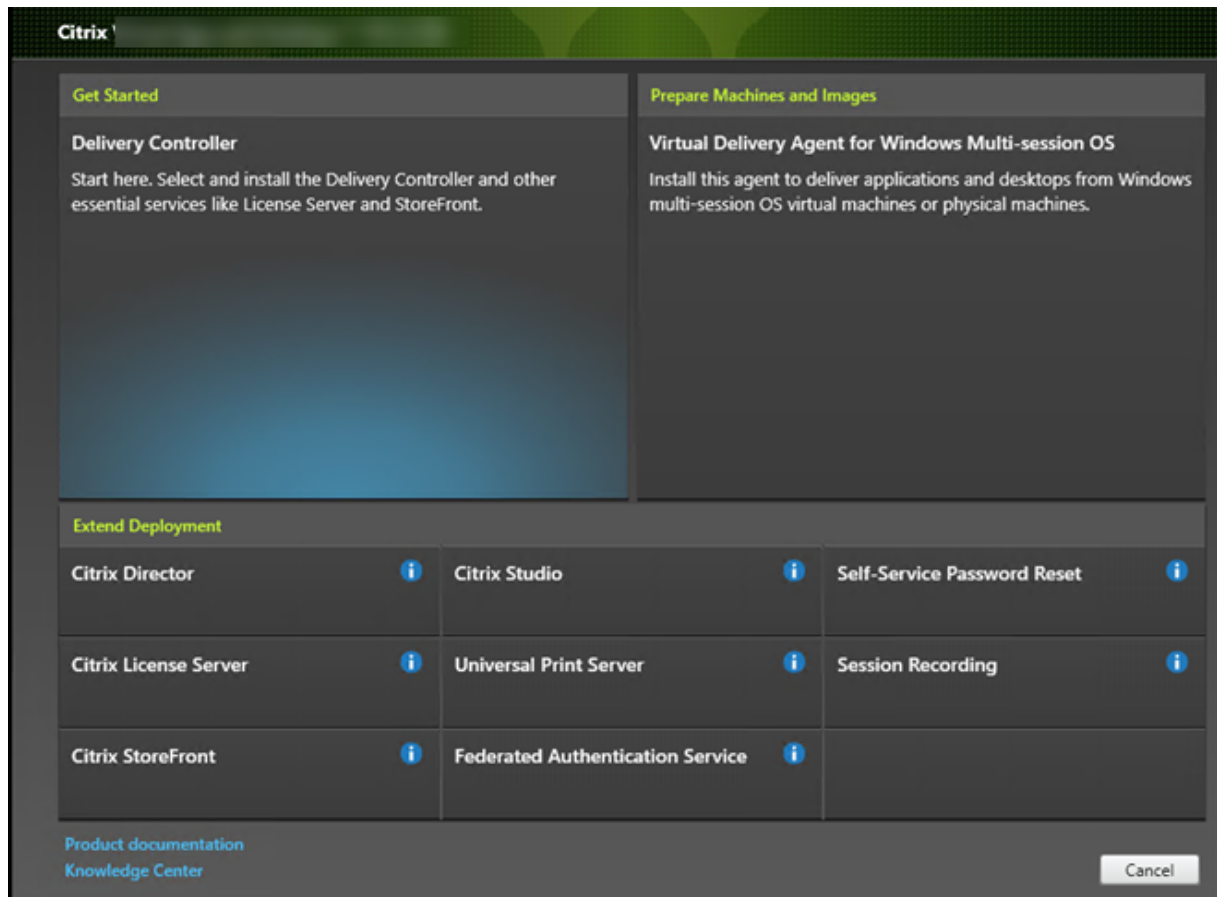 Citrix
Get Started
Delivery Controller
Start here. Select and install the Delivery Controller and other
essential services like License Server and StoreFront.
Prepare Machines and Images
Virtual Delivery Agent for Windows Multi-session OS
Install this agent to deliver applications and desktops from Windows
multi-session OS virtual machines or physical machines.
Extend Deployment
Citrix Director
Citrix Studio
Self-Service Password Reset
Citrix License Server
Universal Print Server
Session Recording
Citrix StoreFront
Federated Authentication Service
Product documentation
Knowledge Center
Cancel